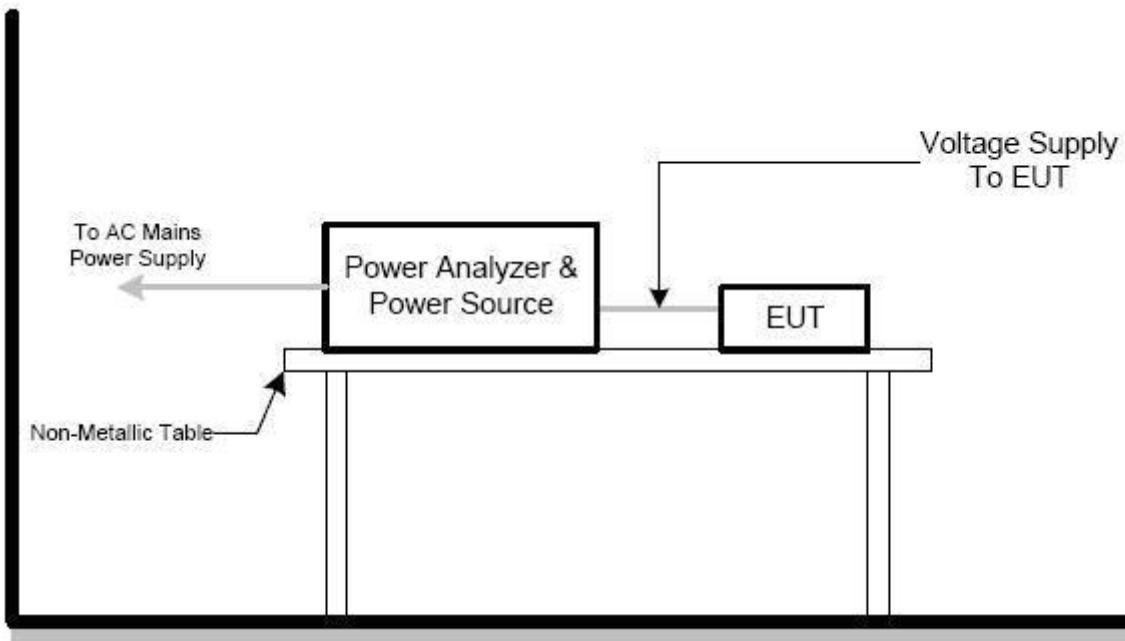 Voltage Supply
To EUT
To AC Mains
Power Supply
Power Analyzer &
Power Source
EUT
Non-Metallic Table